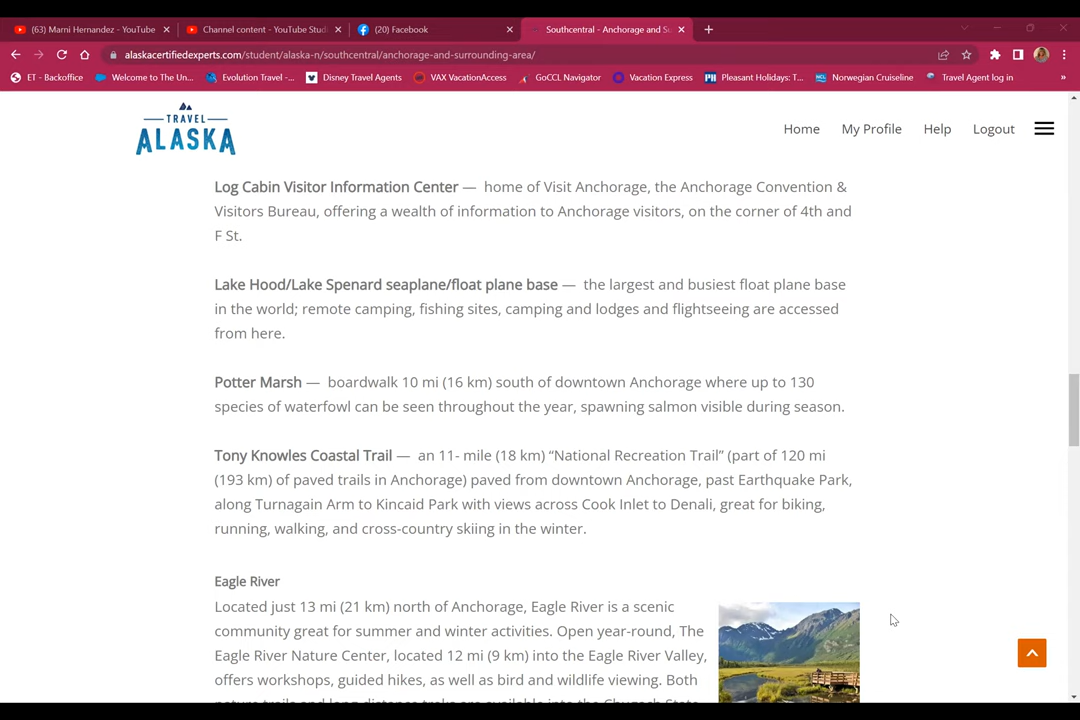 (63) Marni Hernandez - YouTube
Channel content - YouTube Studi
(20) Facebook
Southcentral - Anchorage and Su
alaskacertifiedexperts.com/student/alaska-n/southcentral/anchorage-and-surrounding-area/
ET - Backoffice
Welcome to The Un...
Evolution Travel -...
Disney Travel Agents
VAX VacationAccess
GoCCL Navigator
Vacation Express
Pleasant Holidays: T...
Norwegian Cruiseline
Travel Agent log in
TRAVEL
ALASKA
Home
My Profile
Help
Logout
Log Cabin Visitor Information Center — home of Visit Anchorage, the Anchorage Convention &
Visitors Bureau, offering a wealth of information to Anchorage visitors, on the corner of 4th and
F St.
Lake Hood/Lake Spenard seaplane/float plane base — the largest and busiest float plane base
in the world; remote camping, fishing sites, camping and lodges and flightseeing are accessed
from here.
Potter Marsh — boardwalk 10 mi (16 km) south of downtown Anchorage where up to 130
species of waterfowl can be seen throughout the year, spawning salmon visible during season.
Tony Knowles Coastal Trail — an 11- mile (18 km) “National Recreation Trail” (part of 120 mi
(193 km) of paved trails in Anchorage) paved from downtown Anchorage, past Earthquake Park,
along Turnagain Arm to Kincaid Park with views across Cook Inlet to Denali, great for biking,
running, walking, and cross-country skiing in the winter.
Eagle River
Located just 13 mi (21 km) north of Anchorage, Eagle River is a scenic
community great for summer and winter activities. Open year-round, The
Eagle River Nature Center, located 12 mi (9 km) into the Eagle River Valley,
offers workshops, guided hikes, as well as bird and wildlife viewing. Both
nature trails and long distance treks are available into the Chugach State